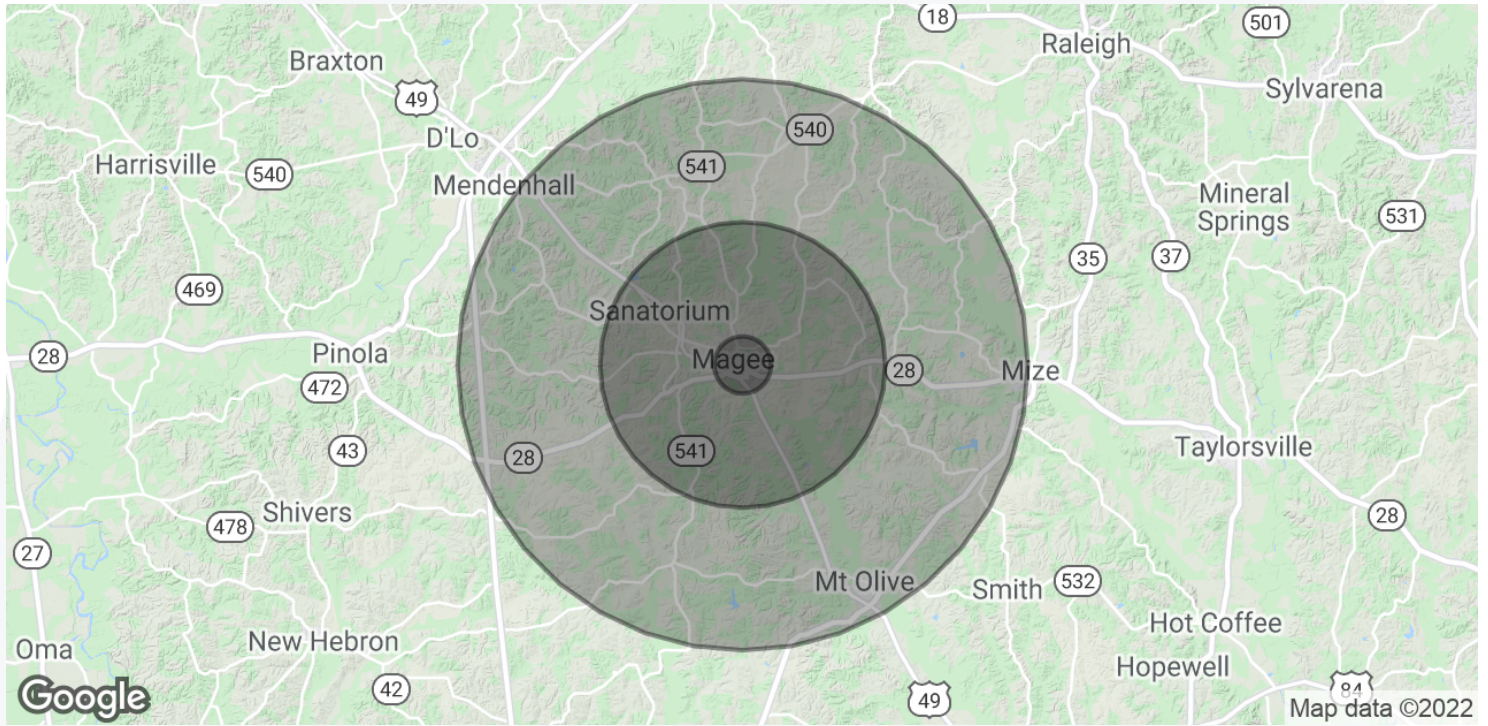 18
501
Raleigh
Braxton
Sylvarena
49
540
D'Lo
541
Harrisville
540
Mendenhall
Mineral
Springs
531
35
37
469
Sanatorium
28
Pinola
Magee
28
Mize
472
43
541
28
Taylorsville
Shivers
478
28
27
Mt Olive
Smith
532
Hot Coffee
New Hebron
Oma
Hopewell
42
49
84
Google
Map data ©2022